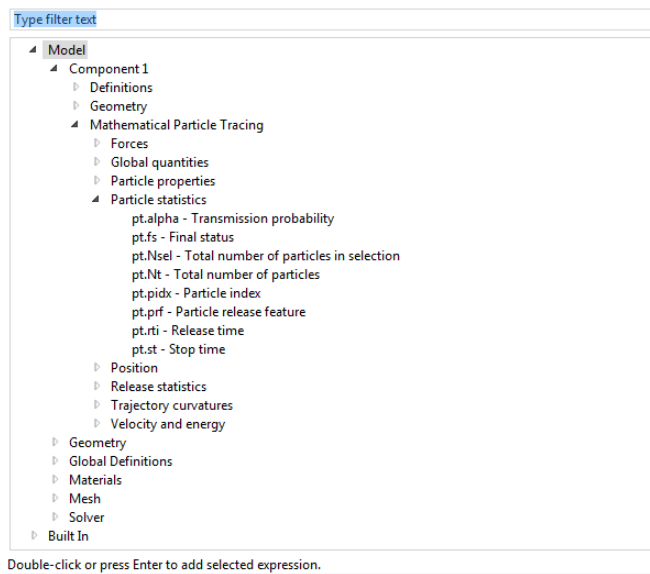 Type filter text
Model
Component 1
Definitions
Geometry
Mathematical Particle Tracing
Forces
Global quantities
Particle properties
Particle statistics
pt.alpha - Transmission probability
pt.fs - Final status
pt.Nsel - Total number of particles in selection
pt.Nt - Total number of particles
pt.pidx - Particle index
pt.prf - Particle release feature
pt.rti - Release time
pt.st - Stop time
Position
Release statistics
Trajectory curvatures
Velocity and energy
Geometry
Global Definitions
Materials
Mesh
Solver
Built In
Double-click or press Enter to add selected expression.